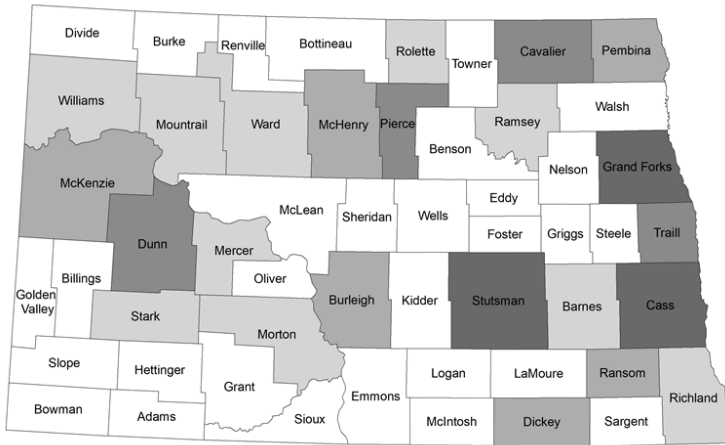 Divide
Burke
Renville
Bottineau
Rolette
Towner
Cavalier
Pembina
Williams
Mountrail
Ward
McHenry
Pierce
Benson
Ramsey
Walsh
Nelson
Grand Forks
McKenzie
Dunn
McLean
Mercer
Oliver
Sheridan
Wells
Eddy
Foster
Griggs
Steele
Traill
Golden
Valley
Billings
Stark
Morton
Burleigh
Kidder
Stutsman
Barnes
Cass
Slope
Hettinger
Grant
Bowman
Adams
Sioux
Emmons
Logan
LaMoure
Ransom
Richland
McIntosh
Dickey
Sargent